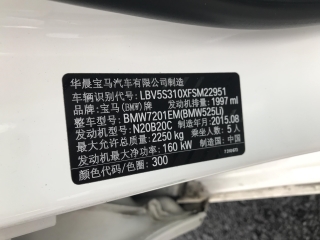 华晨宝马汽车有限公司制造
车辆识别代号:LBV5S310XFSM22951
品牌:宝马(BMW)发动机排量:1997 ml
整车型号:BMW7201EM(BMW525Li)
发动机型号:N20B20C 制造年月:2015.08
最大允许总质量:2250 kg 乘坐人数:5 人
发动机最大净功率:160 kW 制造国:中国
颜色代码/色圈:300